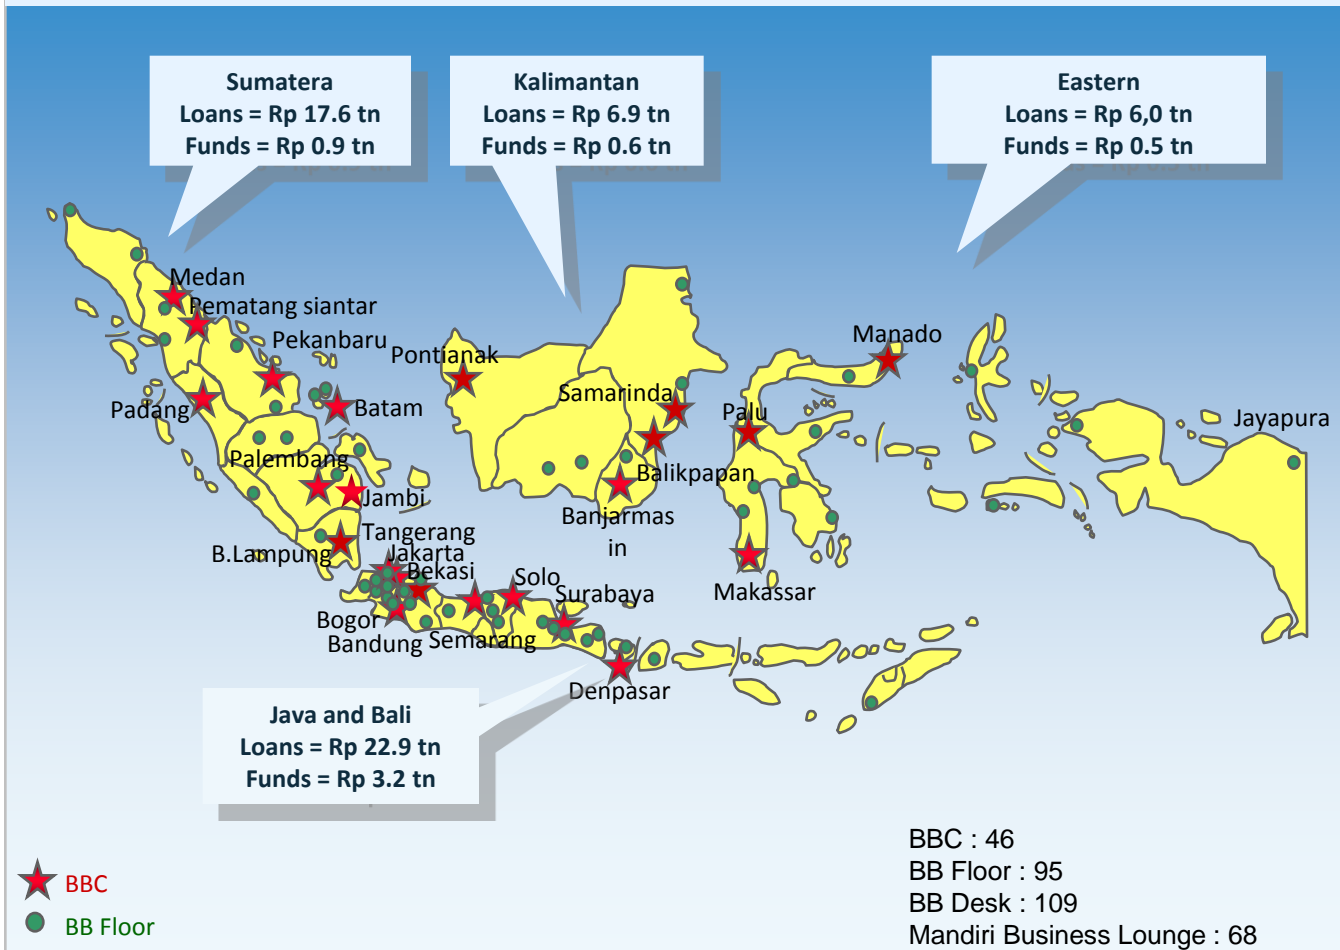 Sumatera
Loans = Rp 17.6 tn
Funds = Rp 0.9 tn
Kalimantan
Loans = Rp 6.9 tn
Funds = Rp 0.6 tn
Eastern
Loans = Rp 6,0 tn
Funds = Rp 0.5 tn
Medan
Pematang siantar
Pekanbaru
Padang
Batam
Palembang
Jambi
B.Lampung
Tangerang
Jakarta
Bekasi
Bogor
Bandung
Semarang
Solo
Surabaya
Denpasar
Pontianak
Samarinda
Balikpapan
Banjarmas
in
Manado
Palu
Makassar
Jayapura
Java and Bali
Loans = Rp 22.9 tn
Funds = Rp 3.2 tn
BBC
BB Floor
BBC : 46
BB Floor : 95
BB Desk : 109
Mandiri Business Lounge : 68